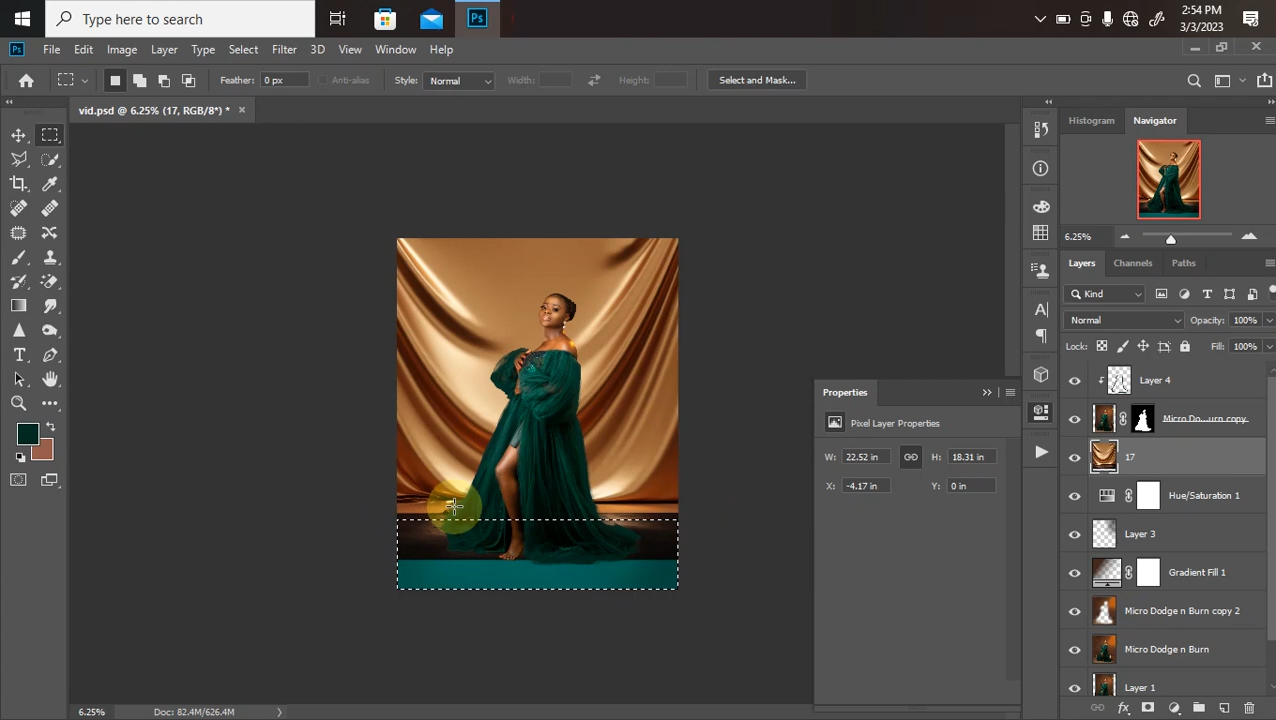 Type here to search
Ps
2:54 PM
3/3/2023
Ps File Edit Image Layer Type Select Filter 3D View Window Help
Feather: 0 px Anti-alias Style: Normal Width: Height: Select and Mask...
vid.psd @ 6.25% (17, RGB/8*) * ×
Histogram Navigator
6.25%
Layers Channels Paths
Kind
Normal Opacity: 100%
Lock: Fill: 100%
Layer 4
Properties
Micro Do...urn copy
Pixel Layer Properties
17
W: 22.52 in H: 18.31 in
X: -4.17 in Y: 0 in
Hue/Saturation 1
Layer 3
Gradient Fill 1
Micro Dodge n Burn copy 2
Micro Dodge n Burn
Layer 1
6.25% Doc: 82.4M/626.4M